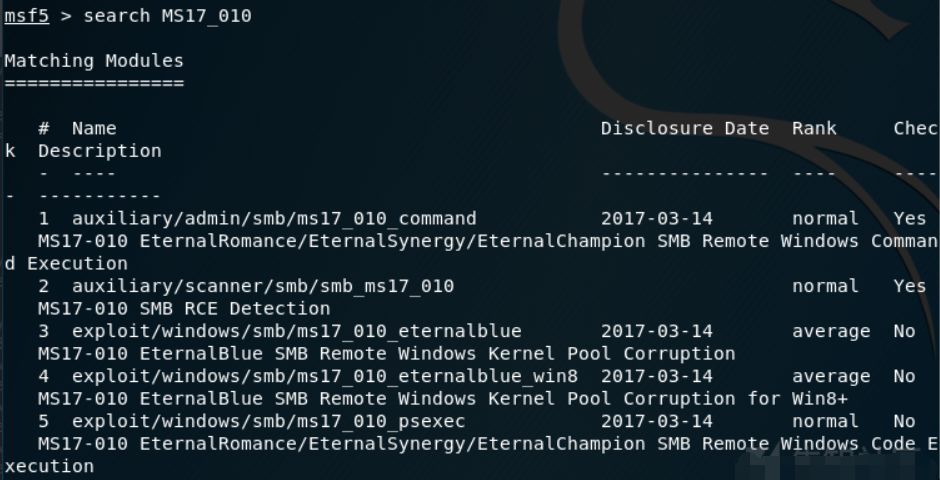 msf5 > search MS17_010
Matching Modules
================
#  Name                                      Disclosure Date  Rank     Chec
k  Description
-  ----                                      ---------------  ----     ----
-  -----------
1  auxiliary/admin/smb/ms17_010_command      2017-03-14       normal   Yes
MS17-010 EternalRomance/EternalSynergy/EternalChampion SMB Remote Windows Comman
d Execution
2  auxiliary/scanner/smb/smb_ms17_010                         normal   Yes
MS17-010 SMB RCE Detection
3  exploit/windows/smb/ms17_010_eternalblue  2017-03-14       average  No
MS17-010 EternalBlue SMB Remote Windows Kernel Pool Corruption
4  exploit/windows/smb/ms17_010_eternalblue_win8  2017-03-14  average  No
MS17-010 EternalBlue SMB Remote Windows Kernel Pool Corruption for Win8+
5  exploit/windows/smb/ms17_010_psexec       2017-03-14       normal   No
MS17-010 EternalRomance/EternalSynergy/EternalChampion SMB Remote Windows Code E
xecution